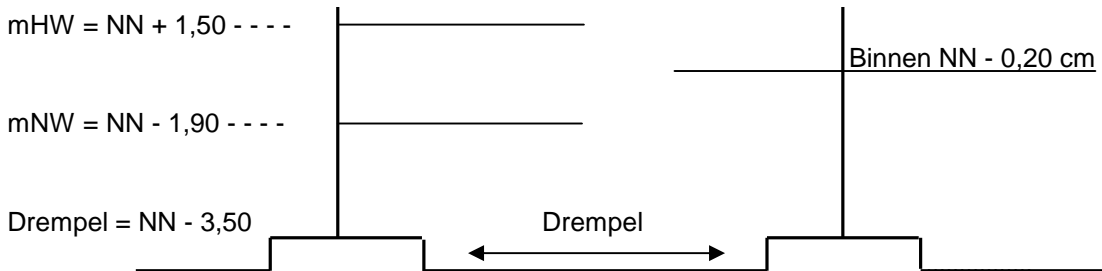 mHW = NN + 1,50 - - - -
Binnen NN - 0,20 cm
mNW = NN - 1,90 - - - -
Drempel = NN - 3,50
Drempel